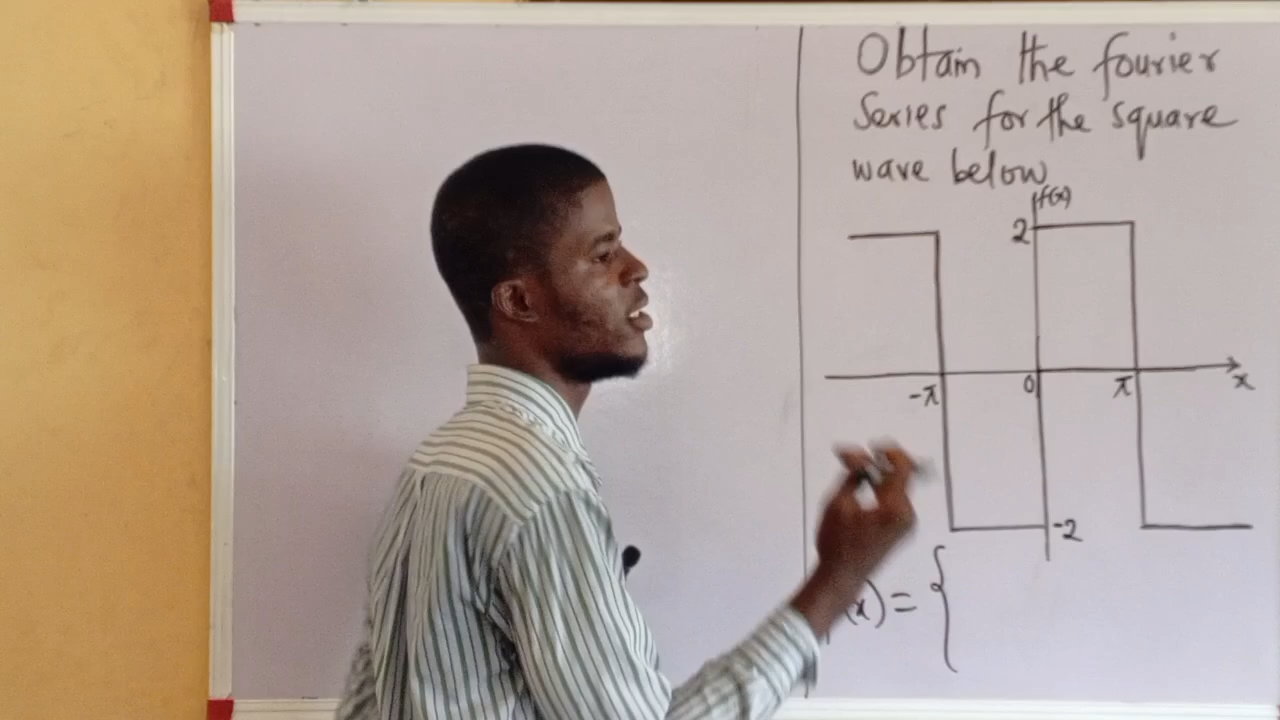 Obtain the fourier
Series for the square
wave below
f(x)
2
-π
0
π
x
-2
(x) = {